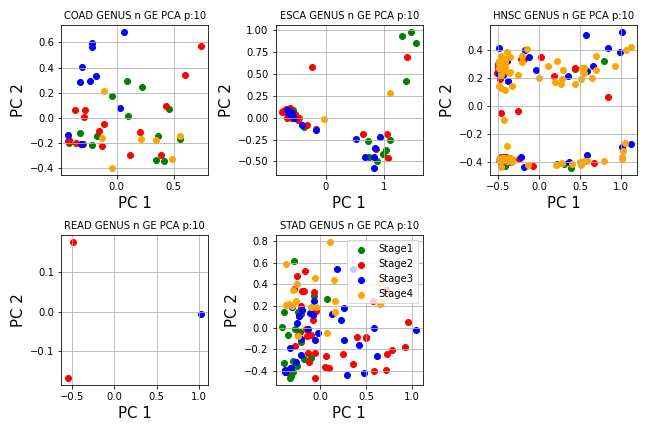 COAD GENUS n GE PCA p:10
PC 2
0.6
0.4
0.2
0.0
−0.2
−0.4
0.0
0.5
PC 1
ESCA GENUS n GE PCA p:10
PC 2
1.00
0.75
0.50
0.25
0.00
−0.25
−0.50
0
1
PC 1
HNSC GENUS n GE PCA p:10
PC 2
0.4
0.2
0.0
−0.2
−0.4
−0.5
0.0
0.5
1.0
PC 1
READ GENUS n GE PCA p:10
PC 2
0.1
0.0
−0.1
−0.5
0.0
0.5
1.0
PC 1
STAD GENUS n GE PCA p:10
PC 2
0.8
0.6
0.4
0.2
0.0
−0.2
−0.4
0.0
0.5
1.0
PC 1
Stage1
Stage2
Stage3
Stage4